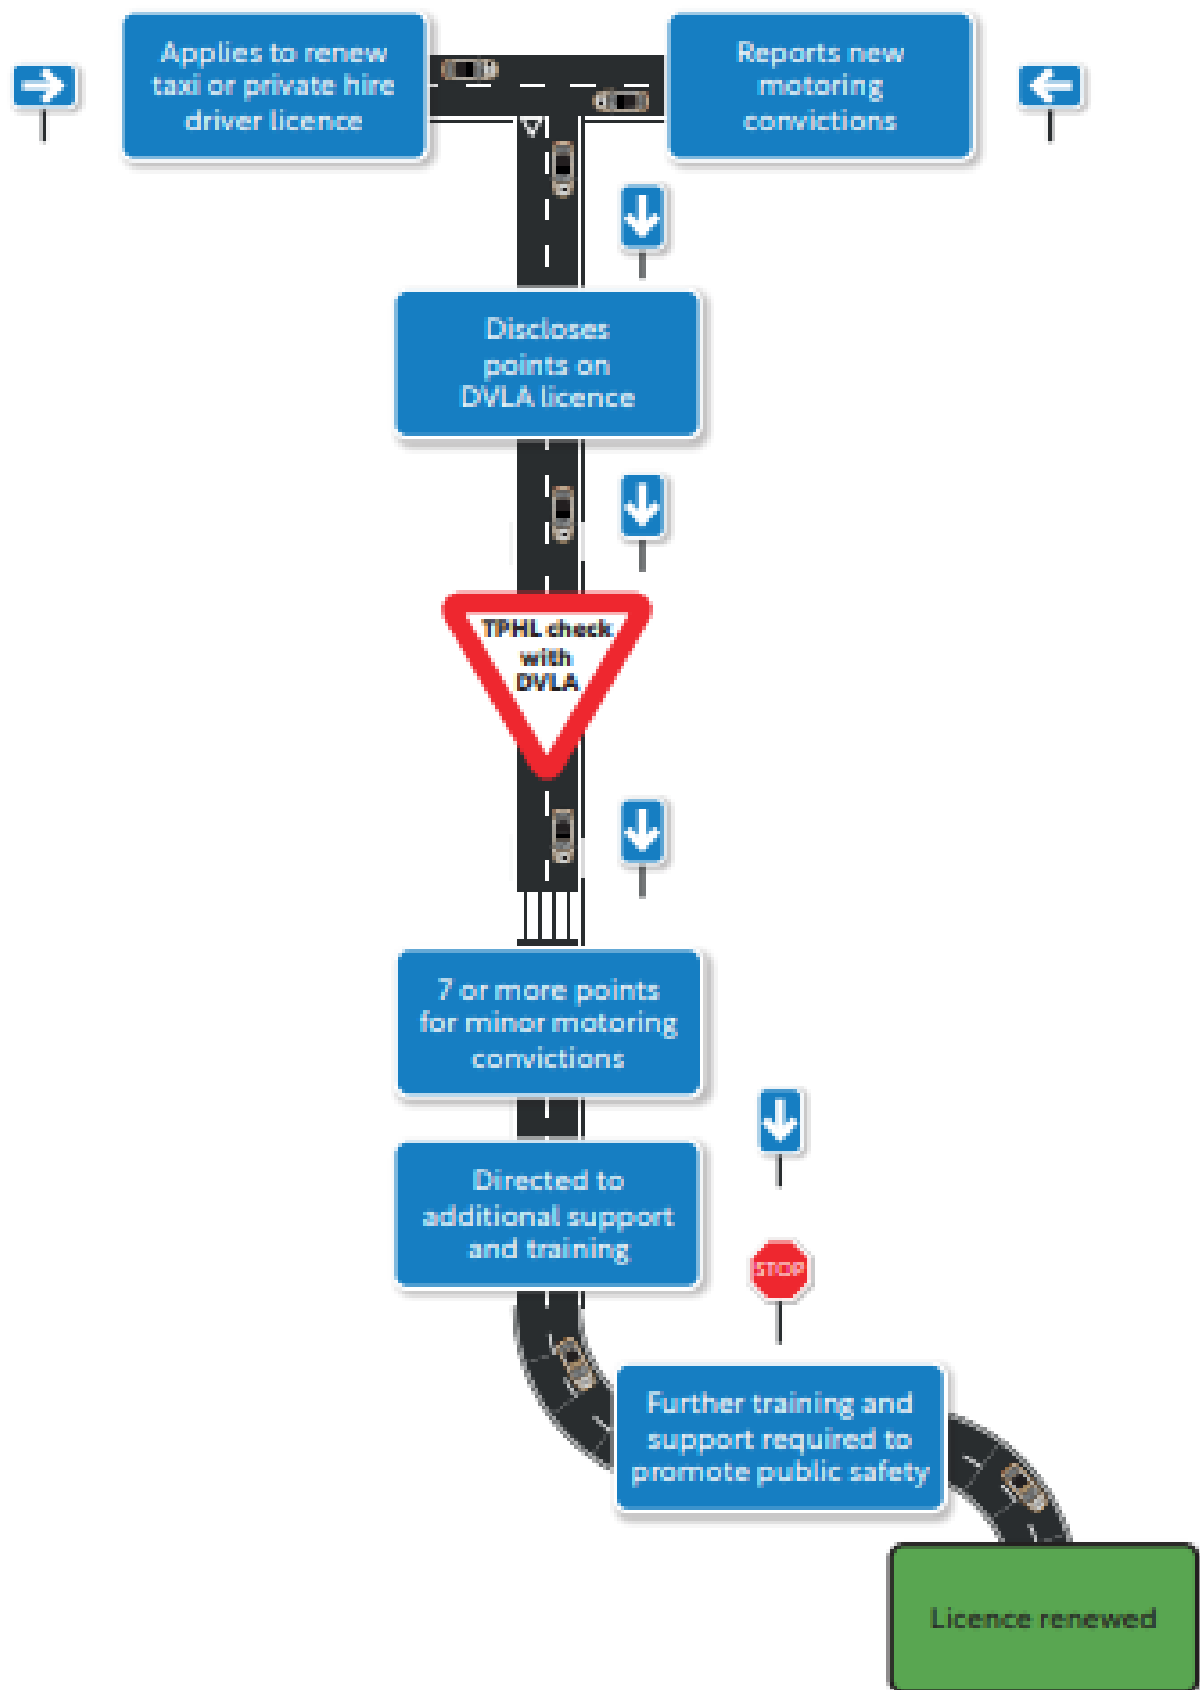 Applies to renew
taxi or private hire
driver licence
Reports new
motoring
convictions
Discloses
points on
DVLA licence
TPHL check
with
DVLA
7 or more points
for minor motoring
convictions
Directed to
additional support
and training
STOP
Further training and
support required to
promote public safety
Licence renewed